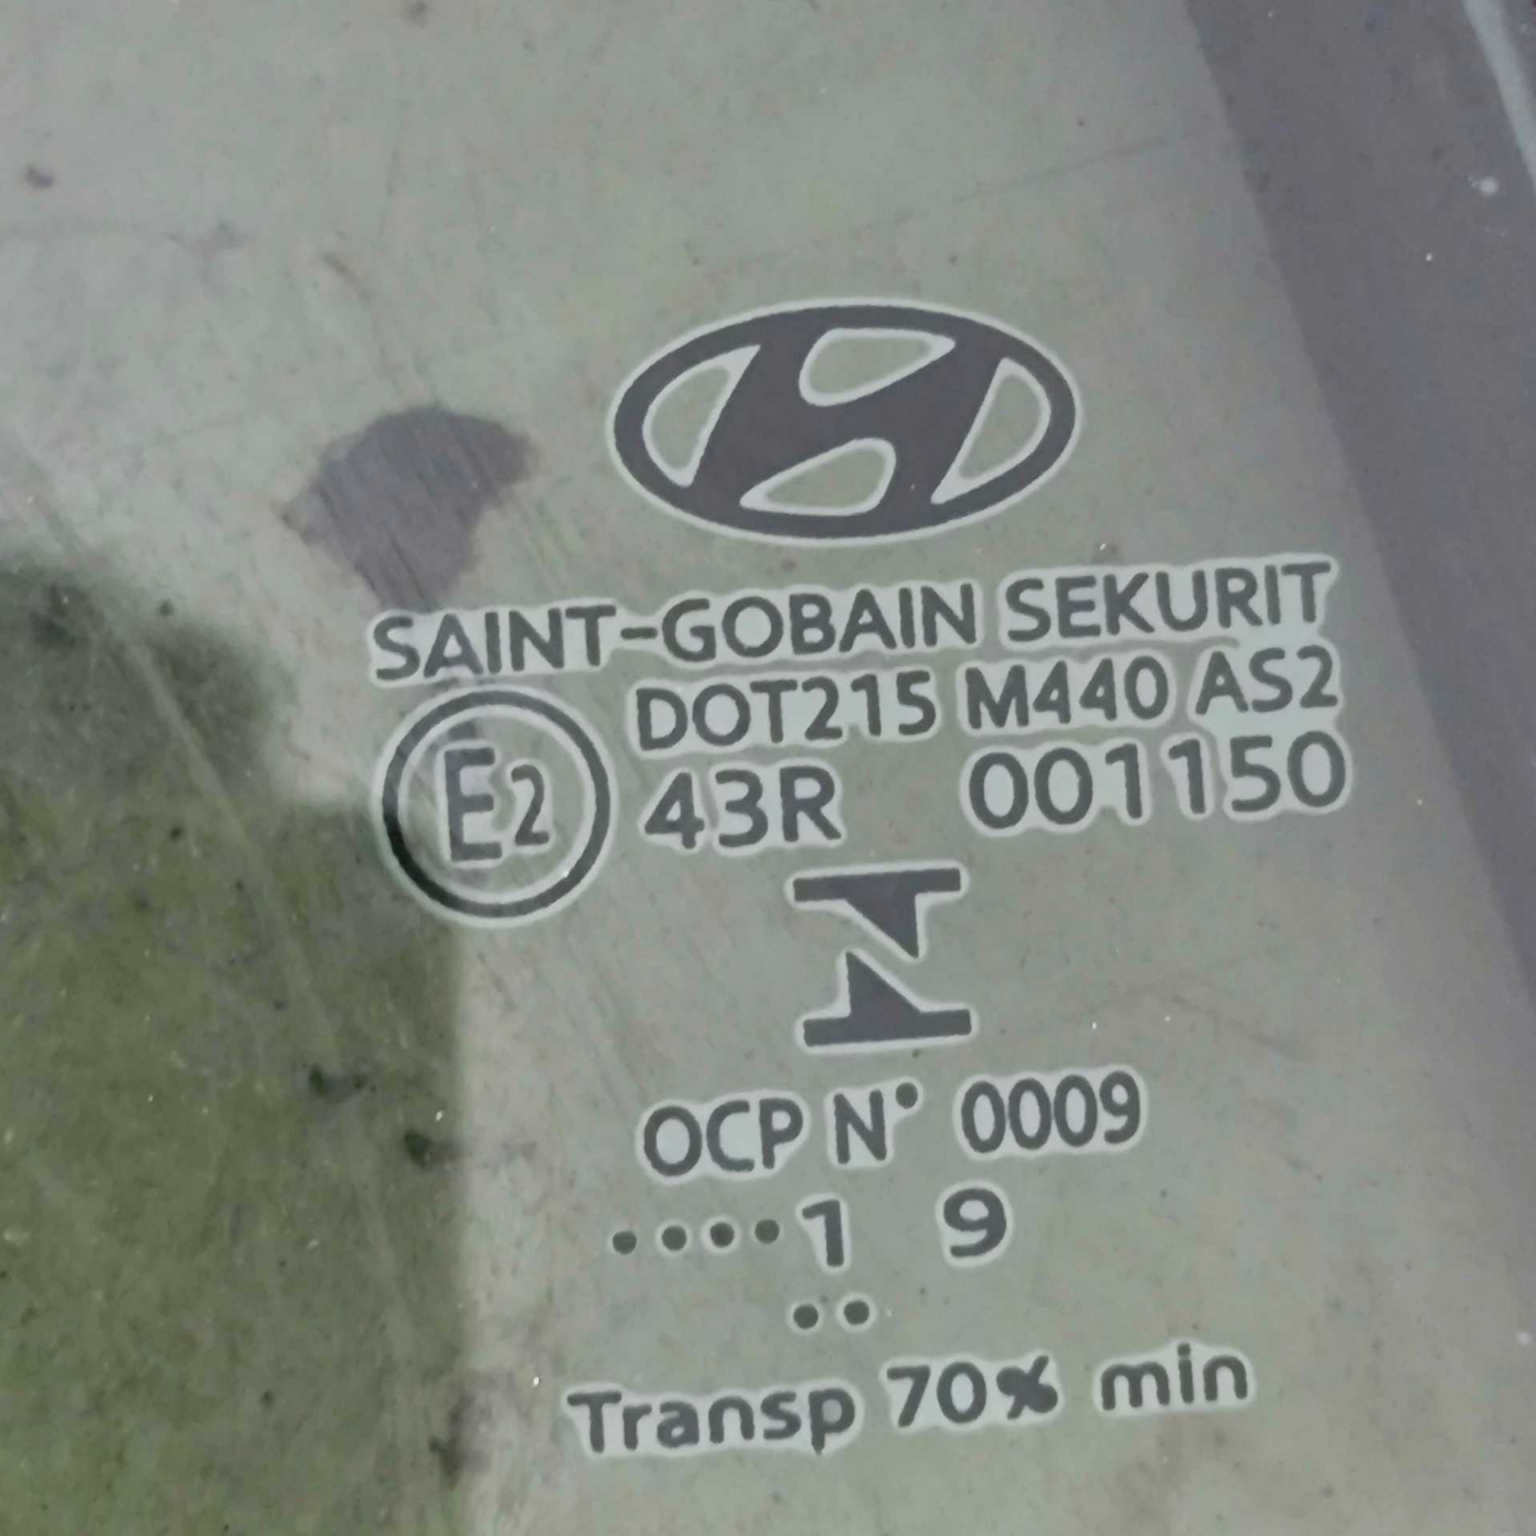 SAINT-GOBAIN SEKURIT
DOT215 M440 AS2
E2 43R 001150
OCP N° 0009
····1 9
··
Transp 70% min